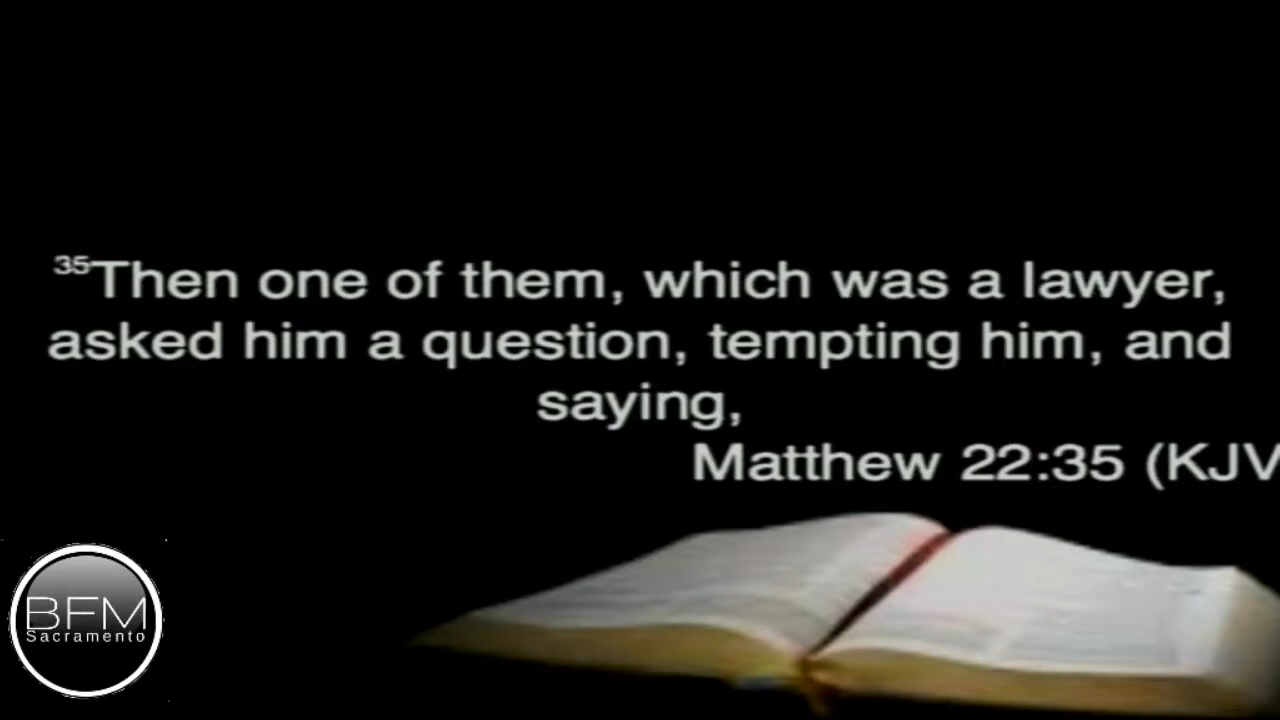 ³⁵Then one of them, which was a lawyer,
asked him a question, tempting him, and
saying,
Matthew 22:35 (KJV
BFM
Sacramento